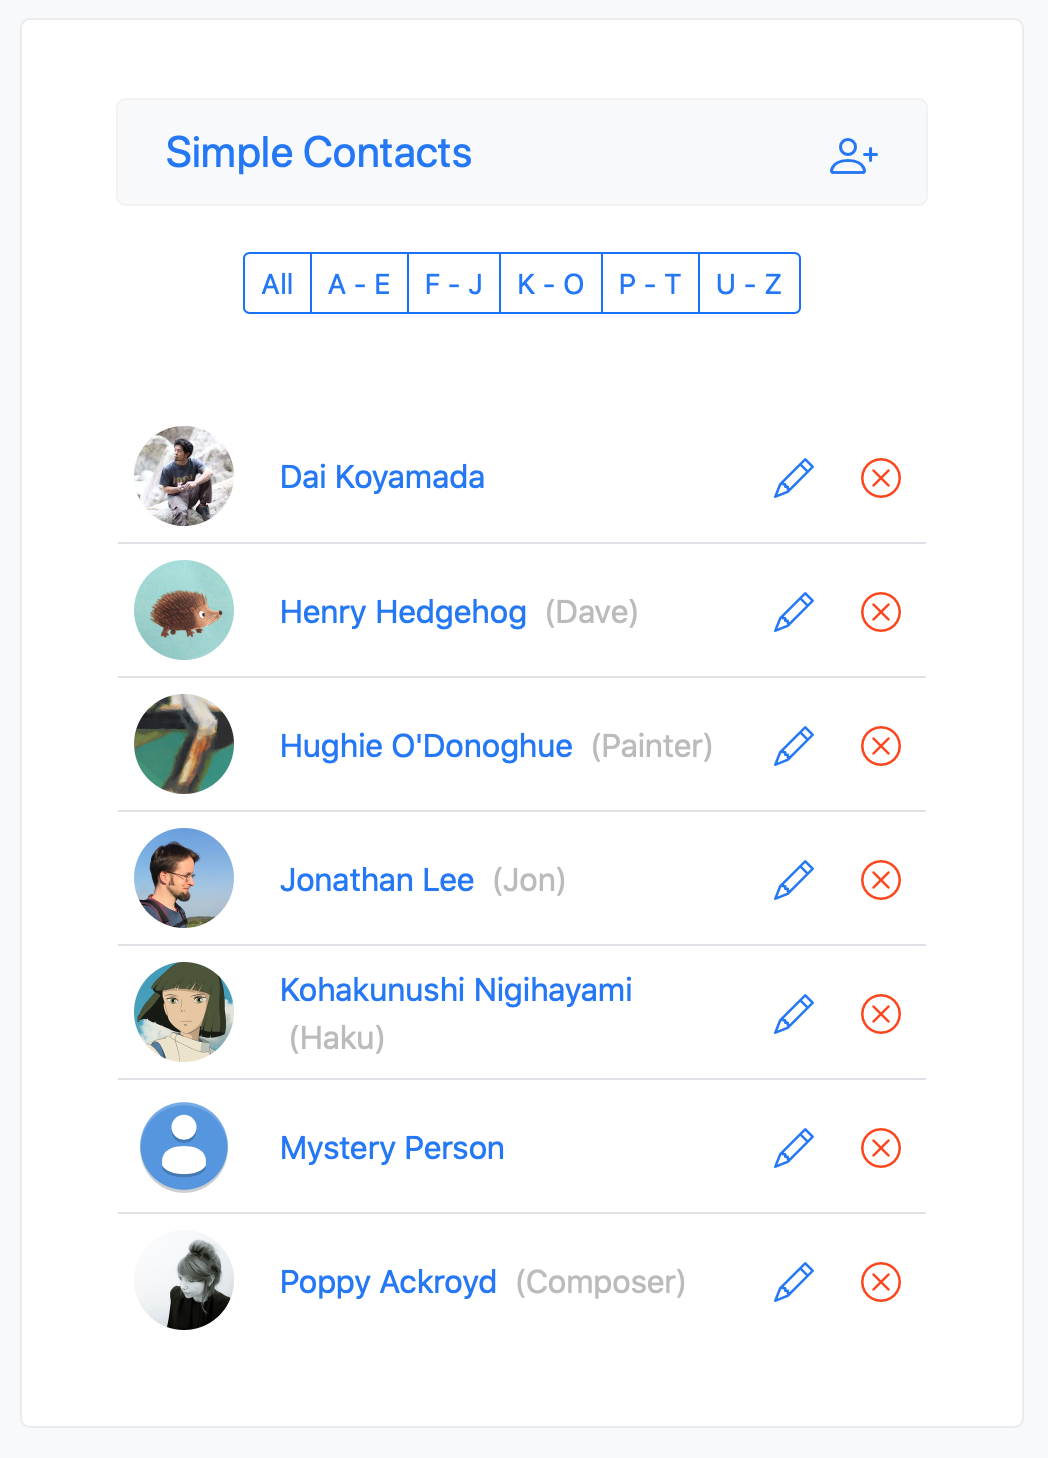 Simple Contacts
All A - E F - J K - O P - T U - Z
Dai Koyamada
Henry Hedgehog (Dave)
Hughie O'Donoghue (Painter)
Jonathan Lee (Jon)
Kohakunushi Nigihayami
(Haku)
Mystery Person
Poppy Ackroyd (Composer)